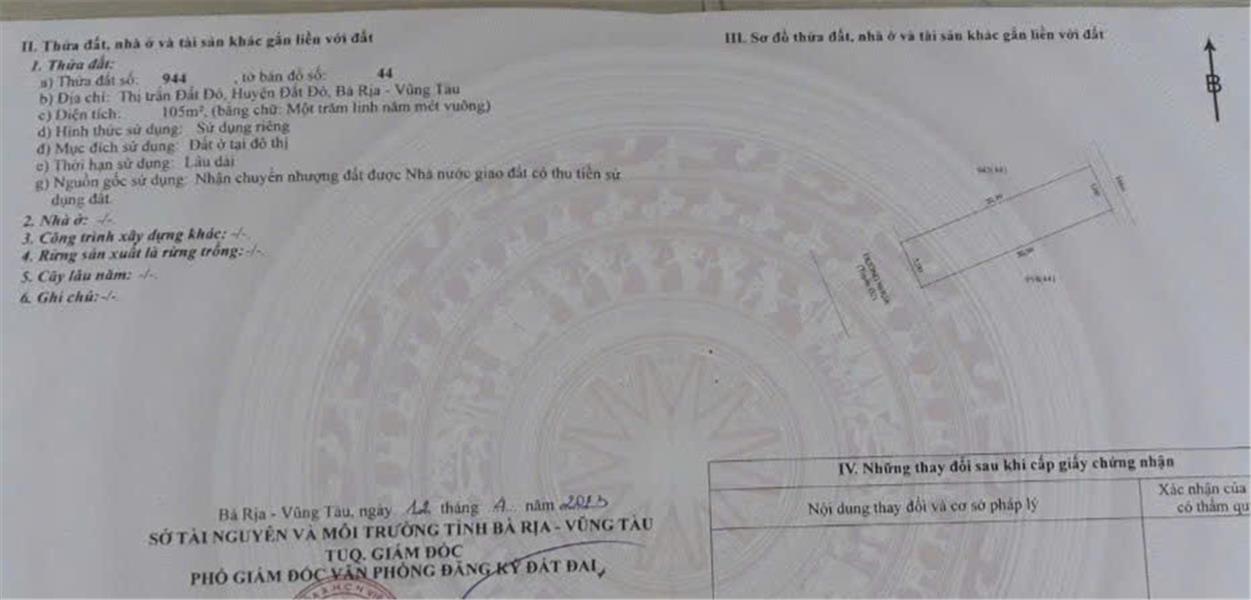 II. Thửa đất, nhà ở và tài sản khác gắn liền với đất
1. Thửa đất:
a) Thửa đất số: 944 , tờ bản đồ số: 44
b) Địa chỉ: Thị trấn Đất Đỏ, Huyện Đất Đỏ, Bà Rịa - Vũng Tàu
c) Diện tích: 105m², (bằng chữ: Một trăm linh năm mét vuông)
d) Hình thức sử dụng: Sử dụng riêng
đ) Mục đích sử dụng: Đất ở tại đô thị
e) Thời hạn sử dụng: Lâu dài
g) Nguồn gốc sử dụng: Nhận chuyển nhượng đất được Nhà nước giao đất có thu tiền sử
dụng đất.
2. Nhà ở: -/-.
3. Công trình xây dựng khác: -/-.
4. Rừng sản xuất là rừng trồng: -/-.
5. Cây lâu năm: -/-.
6. Ghi chú: -/-.
Bà Rịa - Vũng Tàu, ngày 12 tháng 4 năm 2023
SỞ TÀI NGUYÊN VÀ MÔI TRƯỜNG TỈNH BÀ RỊA - VŨNG TÀU
TUQ. GIÁM ĐỐC
PHÓ GIÁM ĐỐC VĂN PHÒNG ĐĂNG KÝ ĐẤT ĐAI
III. Sơ đồ thửa đất, nhà ở và tài sản khác gắn liền với đất
B
5.00
5.00
ĐƯỜNG NHỰA
IV. Những thay đổi sau khi cấp giấy chứng nhận
Nội dung thay đổi và cơ sở pháp lý
Xác nhận của
có thẩm qu